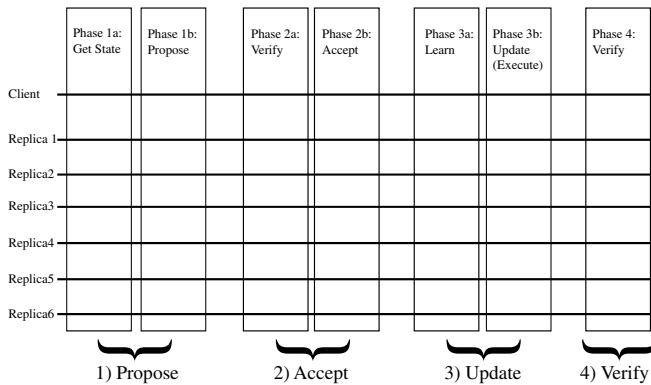 Phase 1a:
Get State
Phase 1b:
Propose
Phase 2a:
Verify
Phase 2b:
Accept
Phase 3a:
Learn
Phase 3b:
Update
(Execute)
Phase 4:
Verify
Client
Replica 1
Replica2
Replica3
Replica4
Replica5
Replica6
1) Propose
2) Accept
3) Update
4) Verify